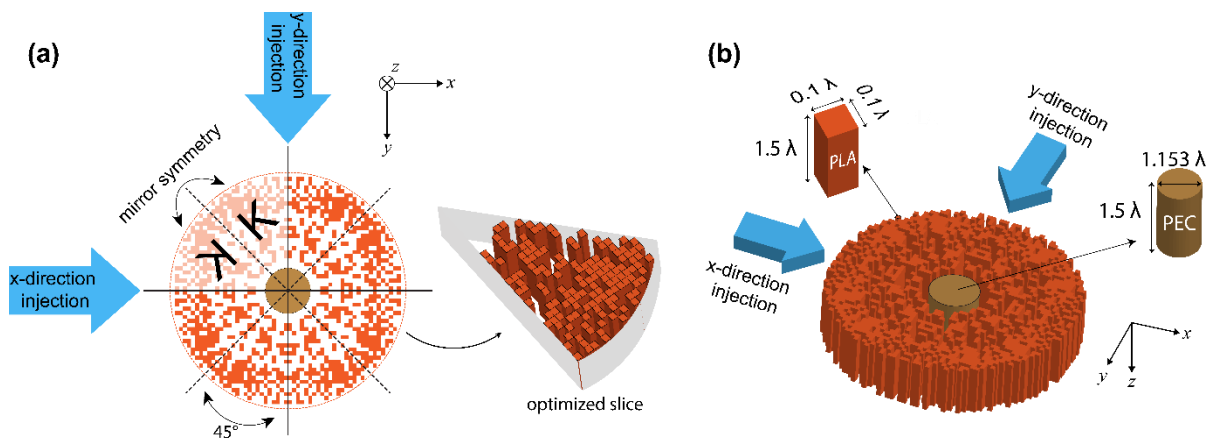 (a)
y-direction
injection
z
x
y
mirror symmetry
K
K
x-direction
injection
45°
optimized slice
(b)
0.1 λ
0.1 λ
1.5 λ
PLA
y-direction
injection
1.153 λ
1.5 λ
PEC
x-direction
injection
x
y
z